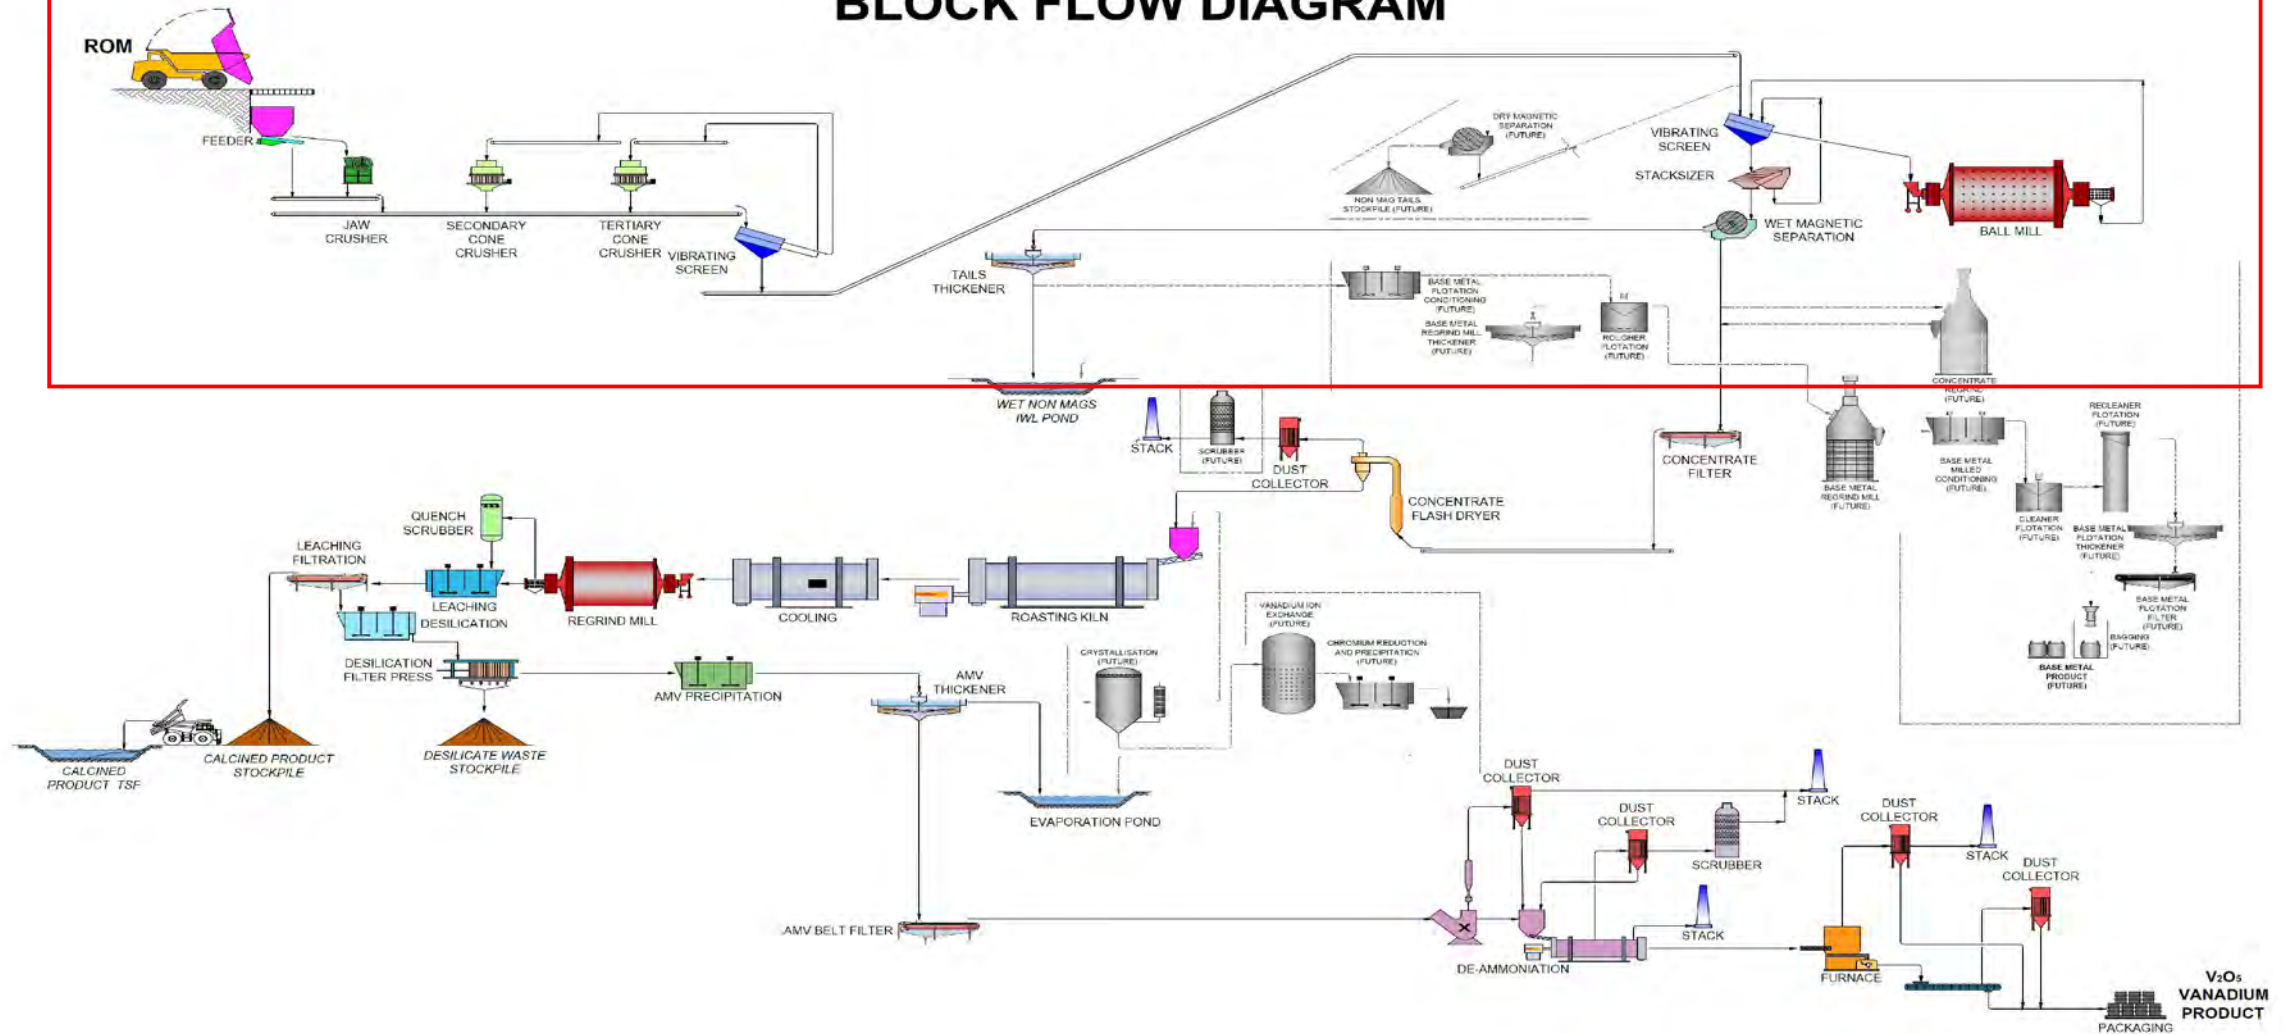 BLOCK FLOW DIAGRAM
ROM
FEEDER
JAW
CRUSHER
SECONDARY
CONE
CRUSHER
TERTIARY
CONE
CRUSHER
VIBRATING
SCREEN
DRY MAGNETIC
SEPARATION
(FUTURE)
NON MAG TAILS
STOCKPILE (FUTURE)
VIBRATING
SCREEN
STACKSIZER
WET MAGNETIC
SEPARATION
BALL MILL
TAILS
THICKENER
BASE METAL
FLOTATION
CONDITIONING
(FUTURE)
BASE METAL
REGRIND MILL
THICKENER
(FUTURE)
ROUGHER
FLOTATION
(FUTURE)
CONCENTRATE
REGRIND
(FUTURE)
WET NON MAGS
IWL POND
STACK
SCRUBBER
(FUTURE)
DUST
COLLECTOR
CONCENTRATE
FLASH DRYER
CONCENTRATE
FILTER
BASE METAL
REGRIND MILL
(FUTURE)
BASE METAL
MILLED
CONDITIONING
(FUTURE)
RECLEANER
FLOTATION
(FUTURE)
CLEANER
FLOTATION
(FUTURE)
BASE METAL
FLOTATION
THICKENER
(FUTURE)
BASE METAL
FLOTATION
FILTER
(FUTURE)
BAGGING
(FUTURE)
BASE METAL
PRODUCT
(FUTURE)
QUENCH
SCRUBBER
LEACHING
FILTRATION
LEACHING
DESILICATION
REGRIND MILL
COOLING
ROASTING KILN
DESILICATION
FILTER PRESS
AMV PRECIPITATION
AMV
THICKENER
CRYSTALLISATION
(FUTURE)
VANADIUM ION
EXCHANGE
(FUTURE)
CHROMIUM REDUCTION
AND PRECIPITATION
(FUTURE)
CALCINED
PRODUCT TSF
CALCINED PRODUCT
STOCKPILE
DESILICATE WASTE
STOCKPILE
EVAPORATION POND
DUST
COLLECTOR
DUST
COLLECTOR
SCRUBBER
STACK
DUST
COLLECTOR
STACK
DUST
COLLECTOR
AMV BELT FILTER
STACK
DE-AMMONIATION
FURNACE
V₂O₅
VANADIUM
PRODUCT
PACKAGING